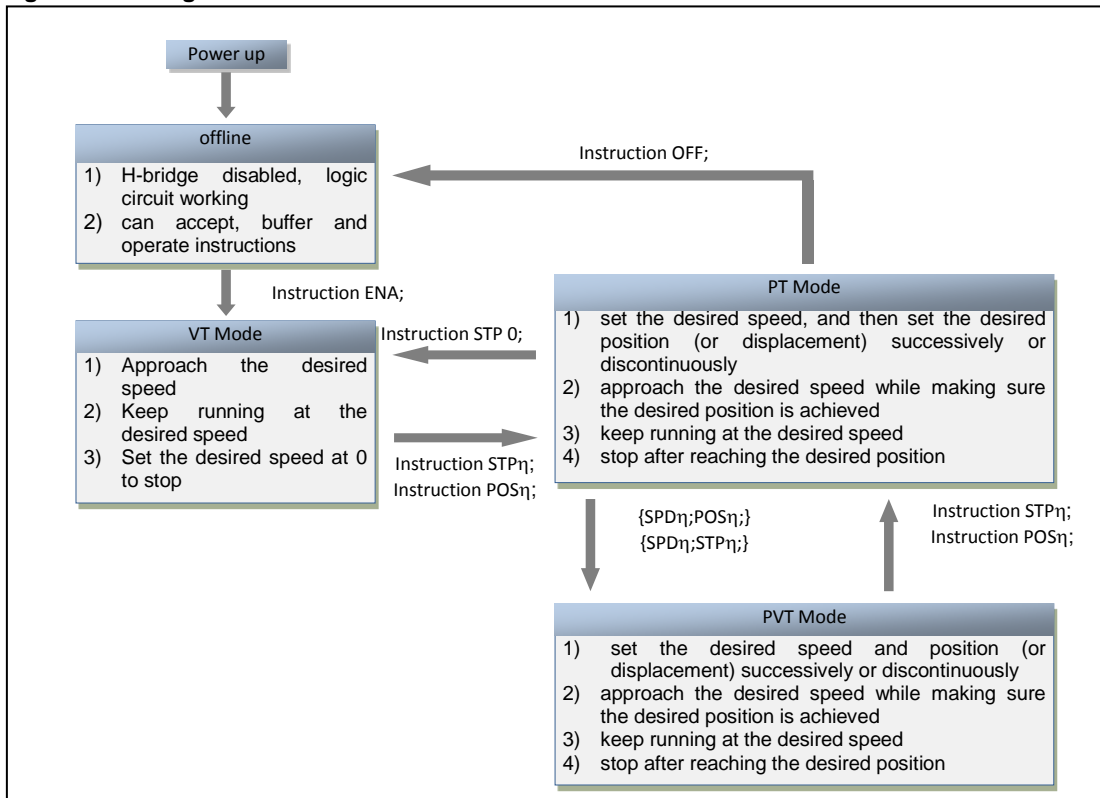 Power up
offline
1) H-bridge disabled, logic
circuit working
2) can accept, buffer and
operate instructions
Instruction OFF;
Instruction ENA;
VT Mode
1) Approach the desired
speed
2) Keep running at the
desired speed
3) Set the desired speed at 0
to stop
Instruction STP 0;
Instruction STPη;
Instruction POSη;
PT Mode
1) set the desired speed, and then set the desired
position (or displacement) successively or
discontinuously
2) approach the desired speed while making sure
the desired position is achieved
3) keep running at the desired speed
4) stop after reaching the desired position
{SPDη;POSη;}
{SPDη;STPη;}
Instruction STPη;
Instruction POSη;
PVT Mode
1) set the desired speed and position (or
displacement) successively or discontinuously
2) approach the desired speed while making sure
the desired position is achieved
3) keep running at the desired speed
4) stop after reaching the desired position